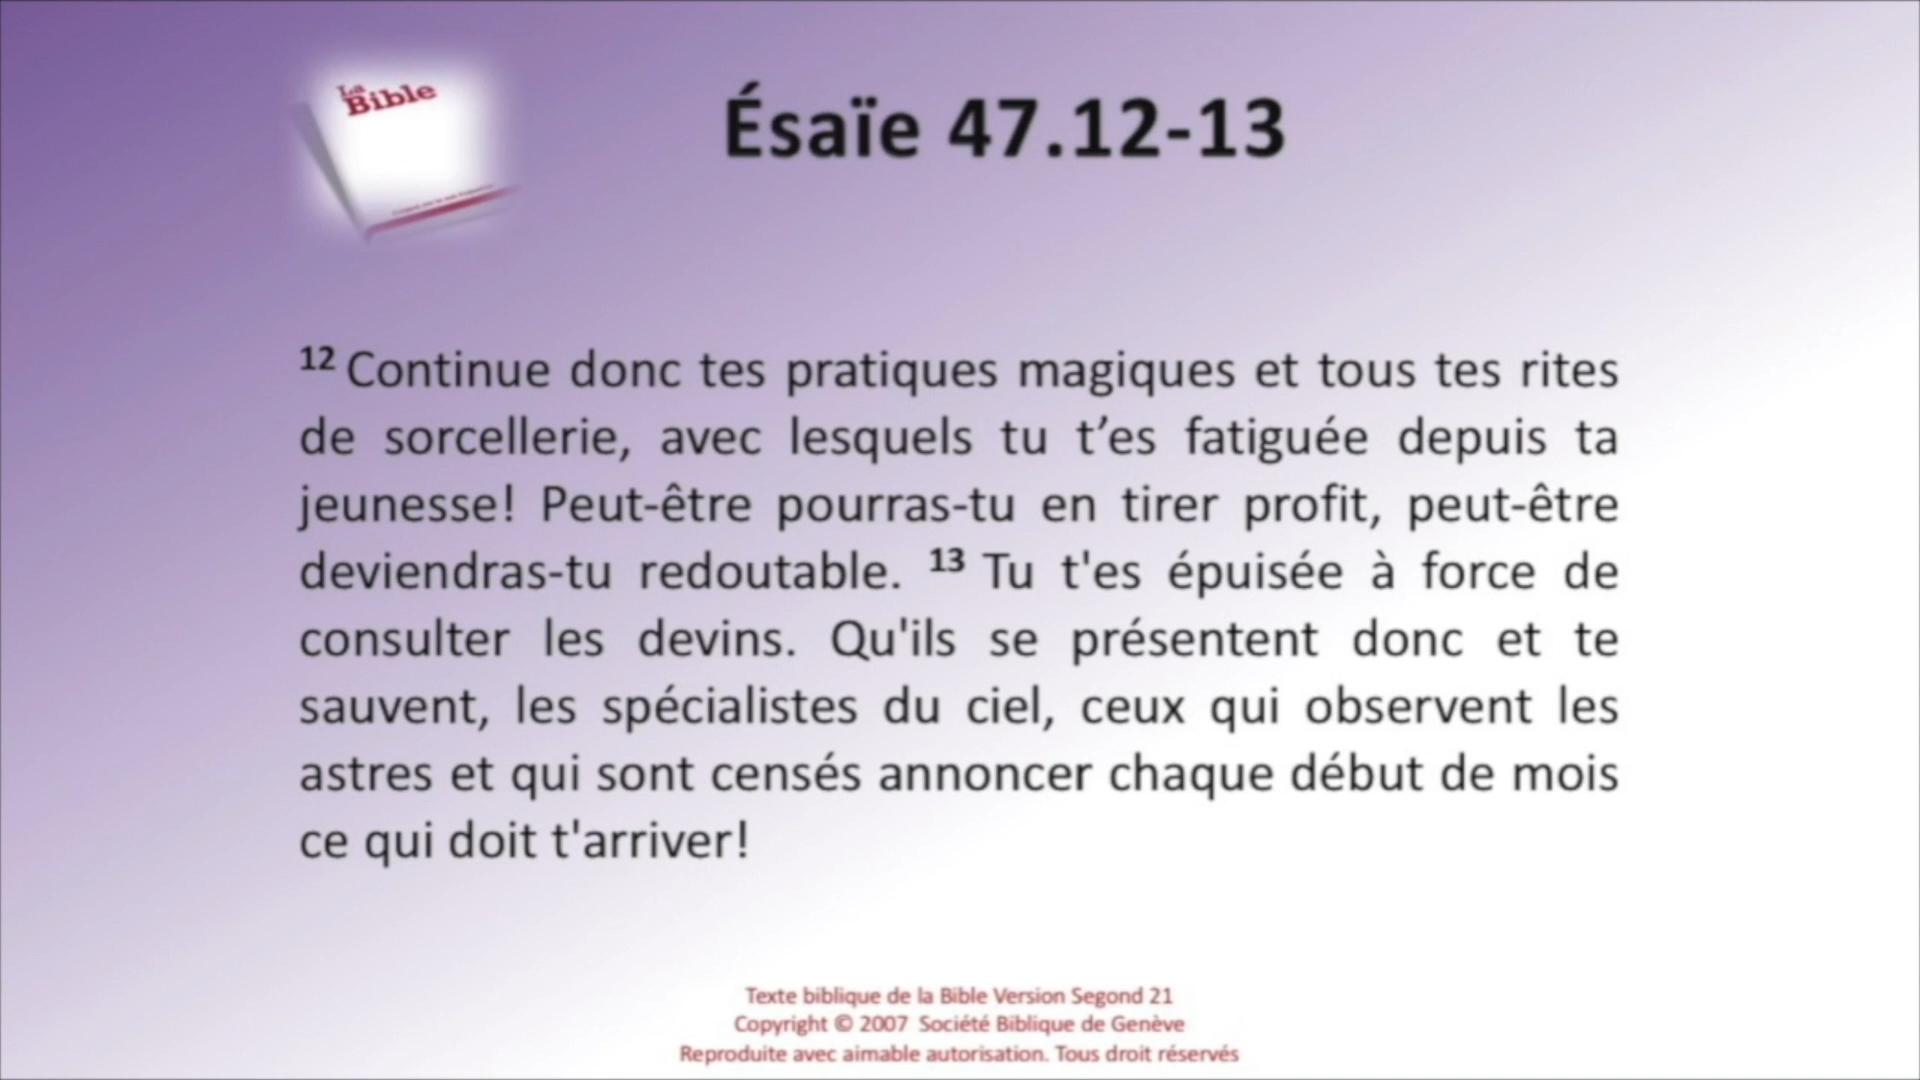 La
Bible
Ésaïe 47.12-13
12 Continue donc tes pratiques magiques et tous tes rites
de sorcellerie, avec lesquels tu t’es fatiguée depuis ta
jeunesse! Peut-être pourras-tu en tirer profit, peut-être
deviendras-tu redoutable. 13 Tu t'es épuisée à force de
consulter les devins. Qu'ils se présentent donc et te
sauvent, les spécialistes du ciel, ceux qui observent les
astres et qui sont censés annoncer chaque début de mois
ce qui doit t'arriver!
Texte biblique de la Bible Version Segond 21
Copyright © 2007 Société Biblique de Genève
Reproduite avec aimable autorisation. Tous droit réservés